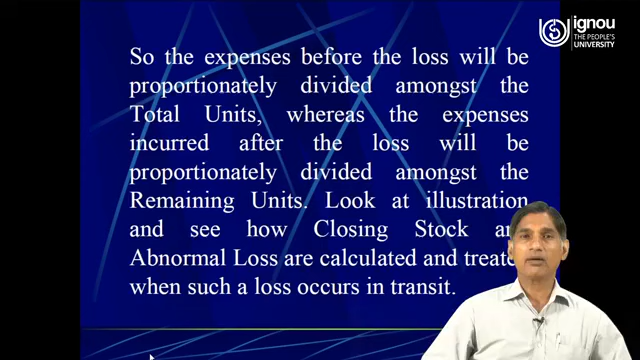 ignou
THE PEOPLE'S
UNIVERSITY
So the expenses before the loss will be
proportionately divided amongst the
Total Units, whereas the expenses
incurred after the loss will be
proportionately divided amongst the
Remaining Units. Look at illustration
and see how Closing Stock an
Abnormal Loss are calculated and treate
when such a loss occurs in transit.